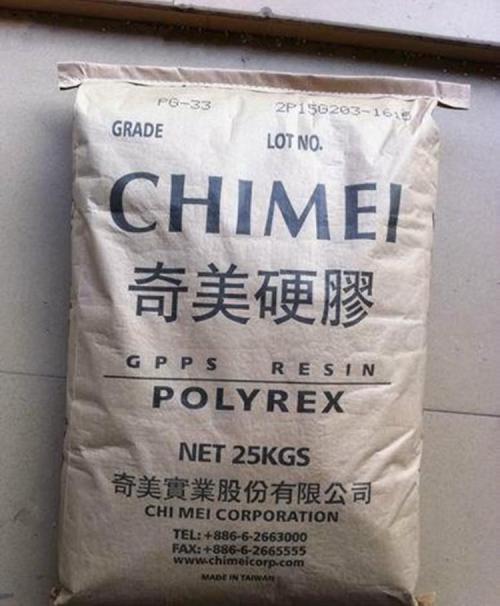 PG-33 2P15G203-1615
GRADE LOT NO.
CHIMEI
奇美硬膠
GPPS RESIN
POLYREX
NET 25KGS
奇美實業股份有限公司
CHI MEI CORPORATION
TEL: +886-6-2663000
FAX: +886-6-2665555
www-chimeicorp-com
MADE IN TAIWAN